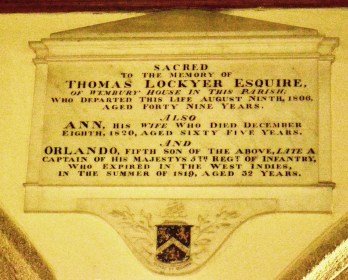 SACRED
TO THE MEMORY OF
THOMAS LOCKYER ESQUIRE,
OF WEMBURY HOUSE IN THIS PARISH,
WHO DEPARTED THIS LIFE AUGUST NINTH, 1806.
AGED FORTY NINE YEARS.
ALSO
ANN, HIS WIFE WHO DIED DECEMBER
EIGHTH, 1820, AGED SIXTY FIVE YEARS.
AND
ORLANDO, FIFTH SON OF THE ABOVE, LATE A
CAPTAIN OF HIS MAJESTYS 5TH REGT OF INFANTRY,
WHO EXPIRED IN THE WEST INDIES,
IN THE SUMMER OF 1819, AGED 32 YEARS.